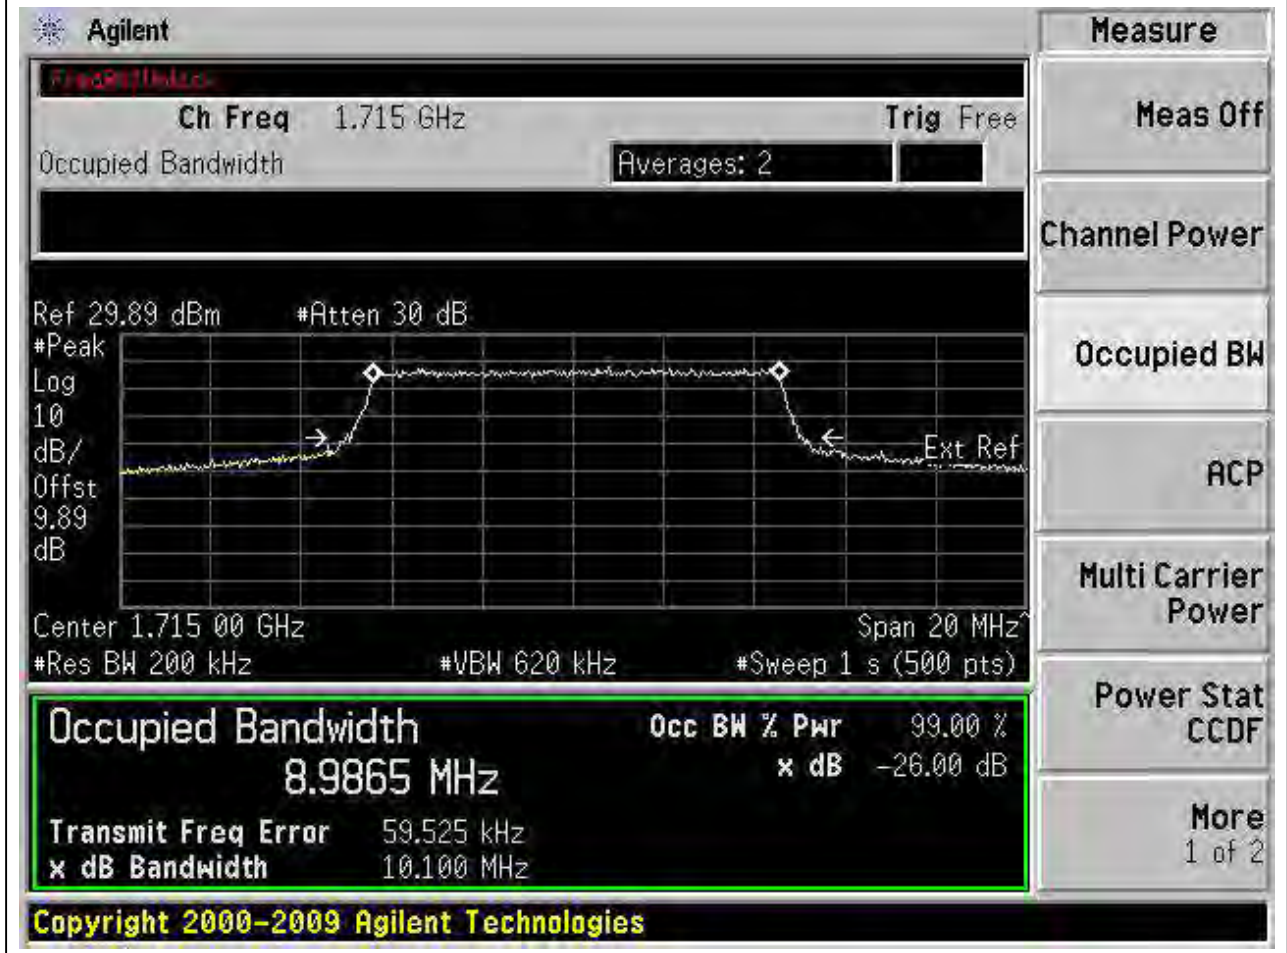 Agilent
Measure
Ch Freq 1.715 GHz Trig Free
Occupied Bandwidth Averages: 2
Ref 29.89 dBm #Atten 30 dB
#Peak
Log
10
dB/
Offst
9.89
dB
Ext Ref
Center 1.715 00 GHz Span 20 MHz^
#Res BW 200 kHz #VBW 620 kHz #Sweep 1 s (500 pts)
Occupied Bandwidth Occ BW % Pwr 99.00 %
8.9865 MHz x dB -26.00 dB
Transmit Freq Error 59.525 kHz
x dB Bandwidth 10.100 MHz
Copyright 2000-2009 Agilent Technologies
Meas Off
Channel Power
Occupied BW
ACP
Multi Carrier
Power
Power Stat
CCDF
More
1 of 2